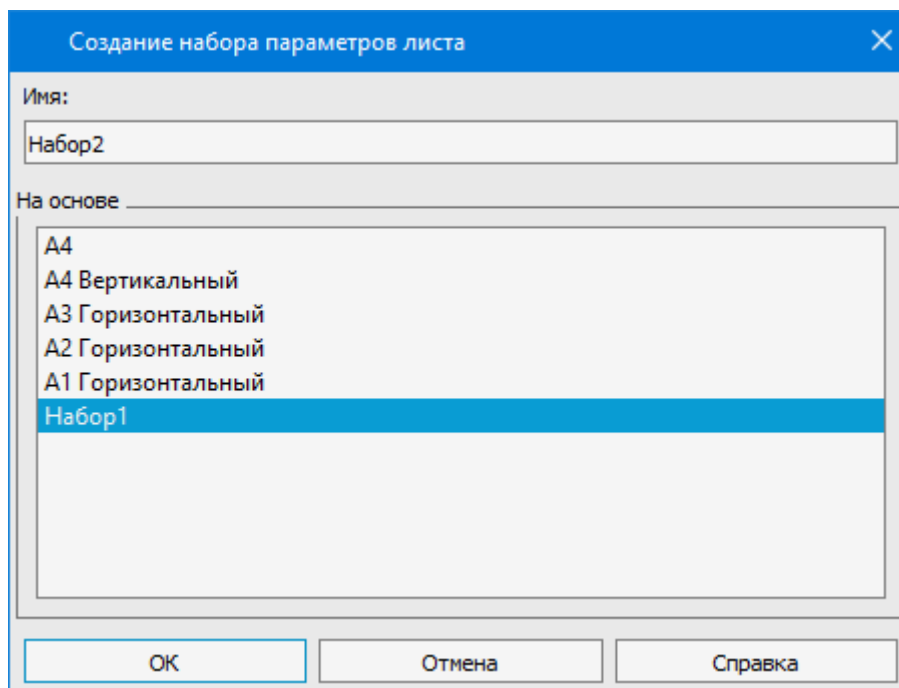 Создание набора параметров листа
Имя:
Набор2
На основе
A4
A4 Вертикальный
A3 Горизонтальный
A2 Горизонтальный
A1 Горизонтальный
Набор1
ОК Отмена Справка